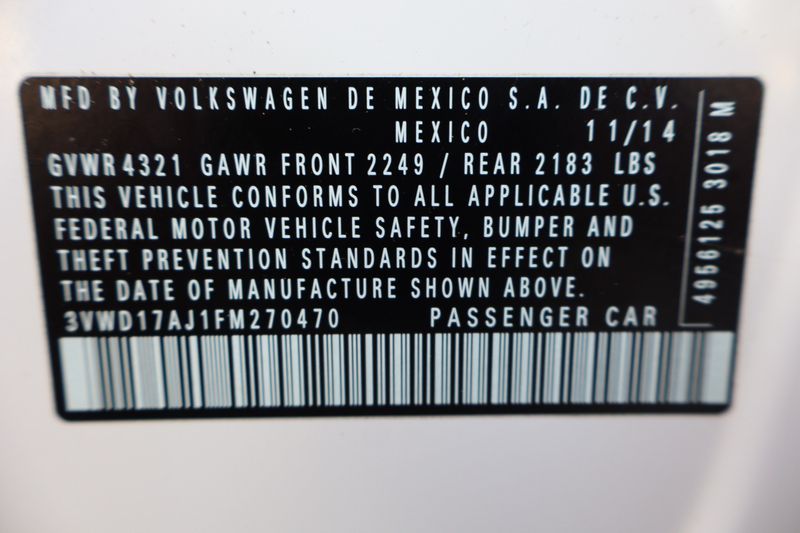 MFD BY VOLKSWAGEN DE MEXICO S.A. DE C.V.
MEXICO 11/14
GVWR 4321 GAWR FRONT 2249 / REAR 2183 LBS
THIS VEHICLE CONFORMS TO ALL APPLICABLE U.S.
FEDERAL MOTOR VEHICLE SAFETY, BUMPER AND
THEFT PREVENTION STANDARDS IN EFFECT ON
THE DATE OF MANUFACTURE SHOWN ABOVE.
3VWD17AJ1FM270470 PASSENGER CAR
4956125 3018 M